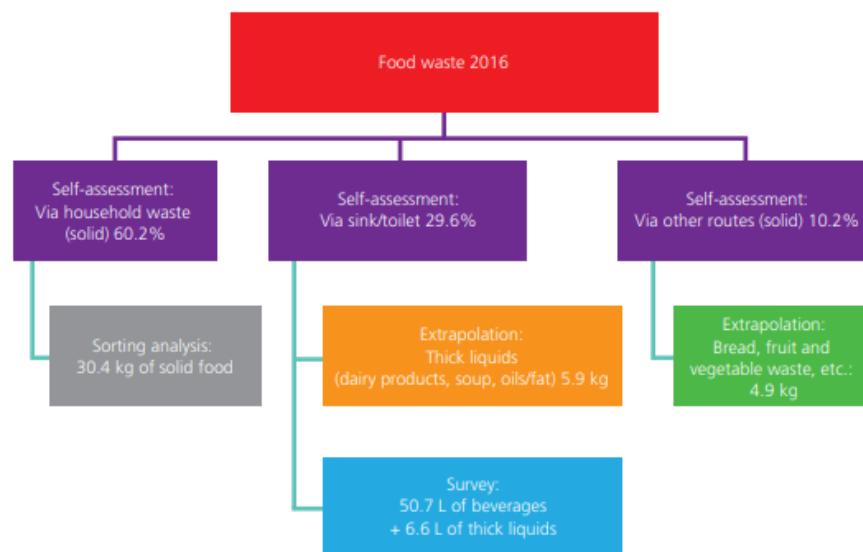 Food waste 2016
Self-assessment:
Via household waste
(solid) 60.2%
Self-assessment:
Via sink/toilet 29.6%
Self-assessment:
Via other routes (solid) 10.2%
Sorting analysis:
30.4 kg of solid food
Extrapolation:
Thick liquids
(dairy products, soup, oils/fat) 5.9 kg
Extrapolation:
Bread, fruit and
vegetable waste, etc.:
4.9 kg
Survey:
50.7 L of beverages
+ 6.6 L of thick liquids